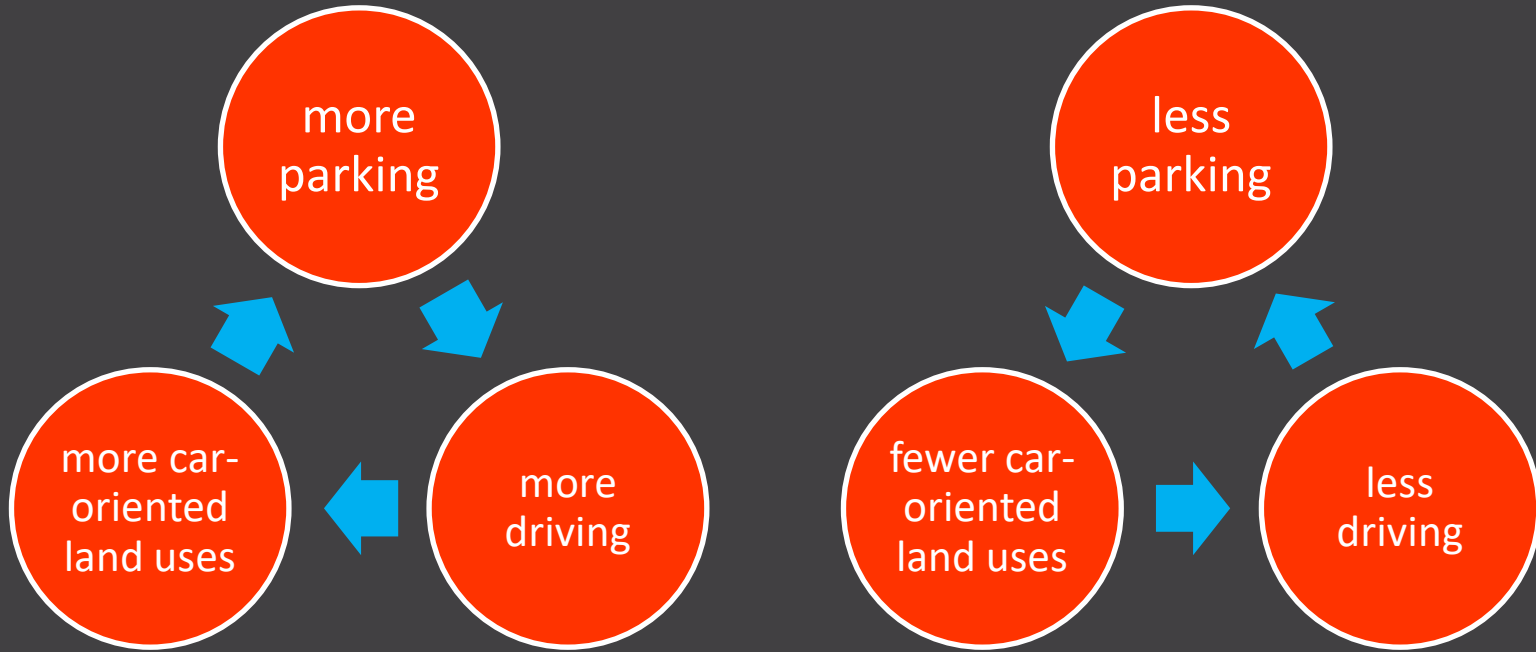 more
parking
more car-
oriented
land uses
more
driving
less
parking
fewer car-
oriented
land uses
less
driving